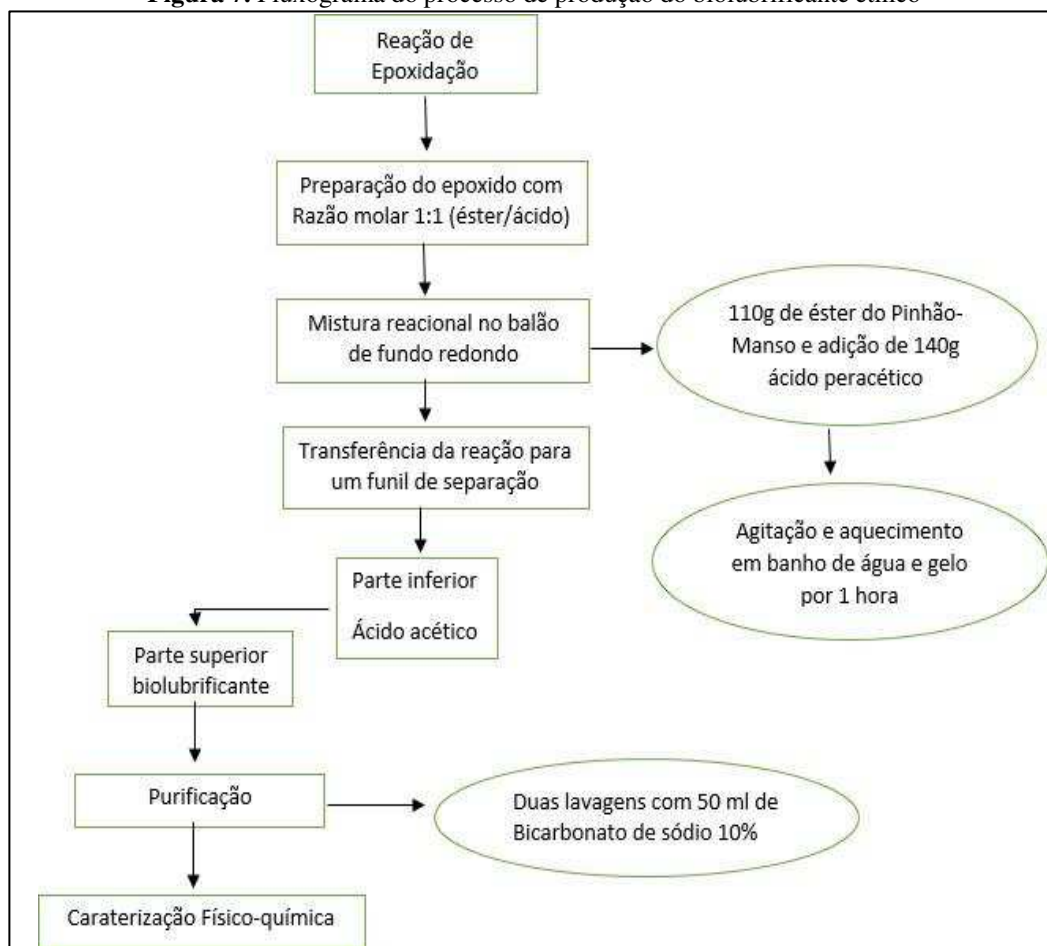 Reação de
Epoxidação
Preparação do epoxido com
Razão molar 1:1 (éster/ácido)
Mistura reacional no balão
de fundo redondo
110g de éster do Pinhão-
Manso e adição de 140g
ácido peracético
Transferência da reação para
um funil de separação
Agitação e aquecimento
em banho de água e gelo
por 1 hora
Parte inferior
Ácido acético
Parte superior
biolubrificante
Purificação
Duas lavagens com 50 ml de
Bicarbonato de sódio 10%
Caraterização Físico-química